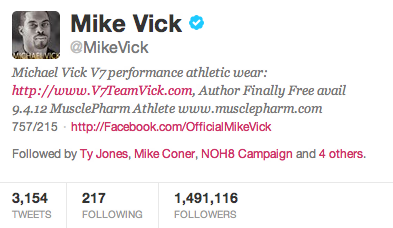 Mike Vick
@MikeVick
MICHAEL VICK
Michael Vick V7 performance athletic wear:
http://www.V7TeamVick.com, Author Finally Free avail
9.4.12 MusclePharm Athlete www.musclepharm.com
757/215 · http://Facebook.com/OfficialMikeVick
Followed by Ty Jones, Mike Coner, NOH8 Campaign and 4 others.
3,154 217 1,491,116
TWEETS FOLLOWING FOLLOWERS